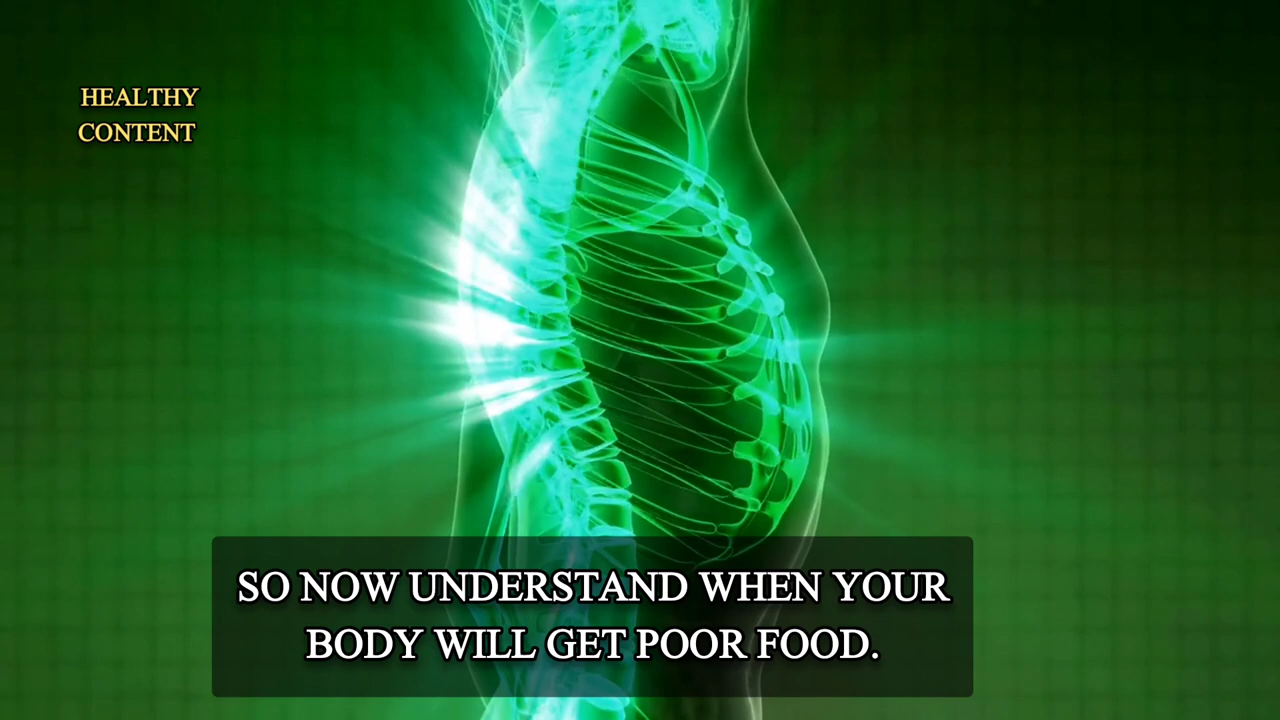 HEALTHY
CONTENT
SO NOW UNDERSTAND WHEN YOUR
BODY WILL GET POOR FOOD.